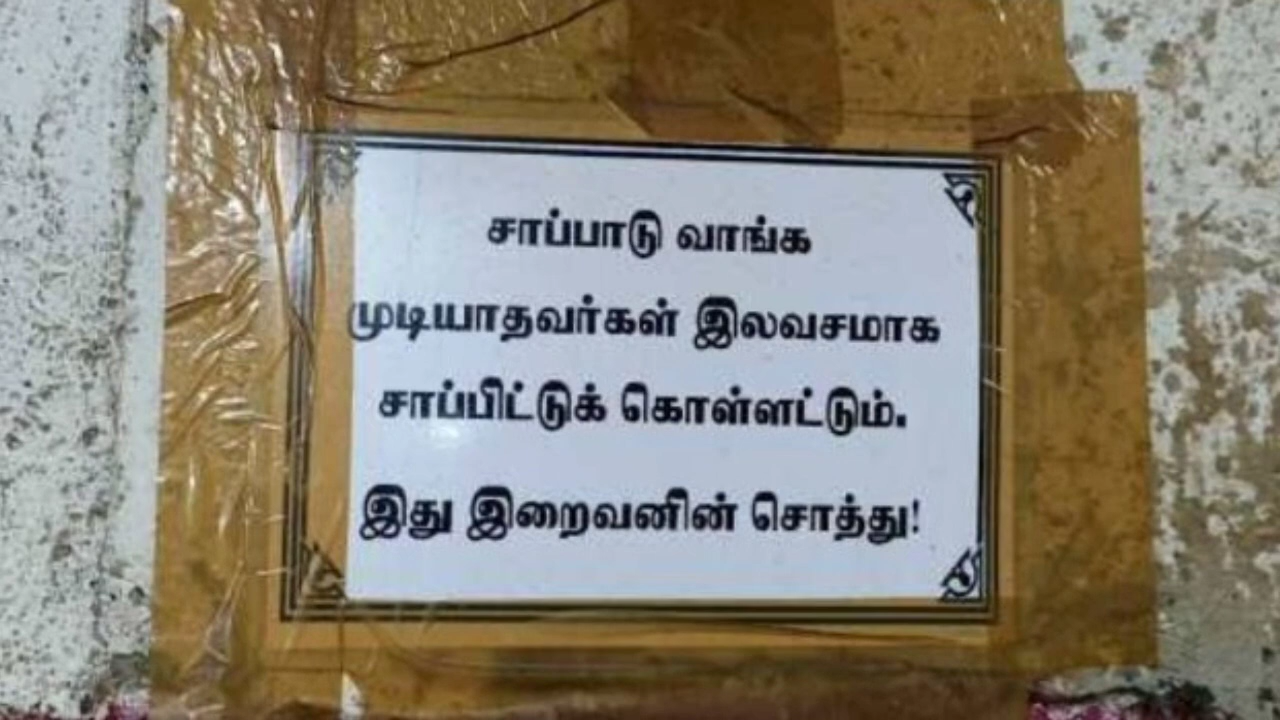 சாப்பாடு வாங்க
முடியாதவர்கள் இலவசமாக
சாப்பிட்டுக் கொள்ளட்டும்.
இது இறைவனின் சொத்து!